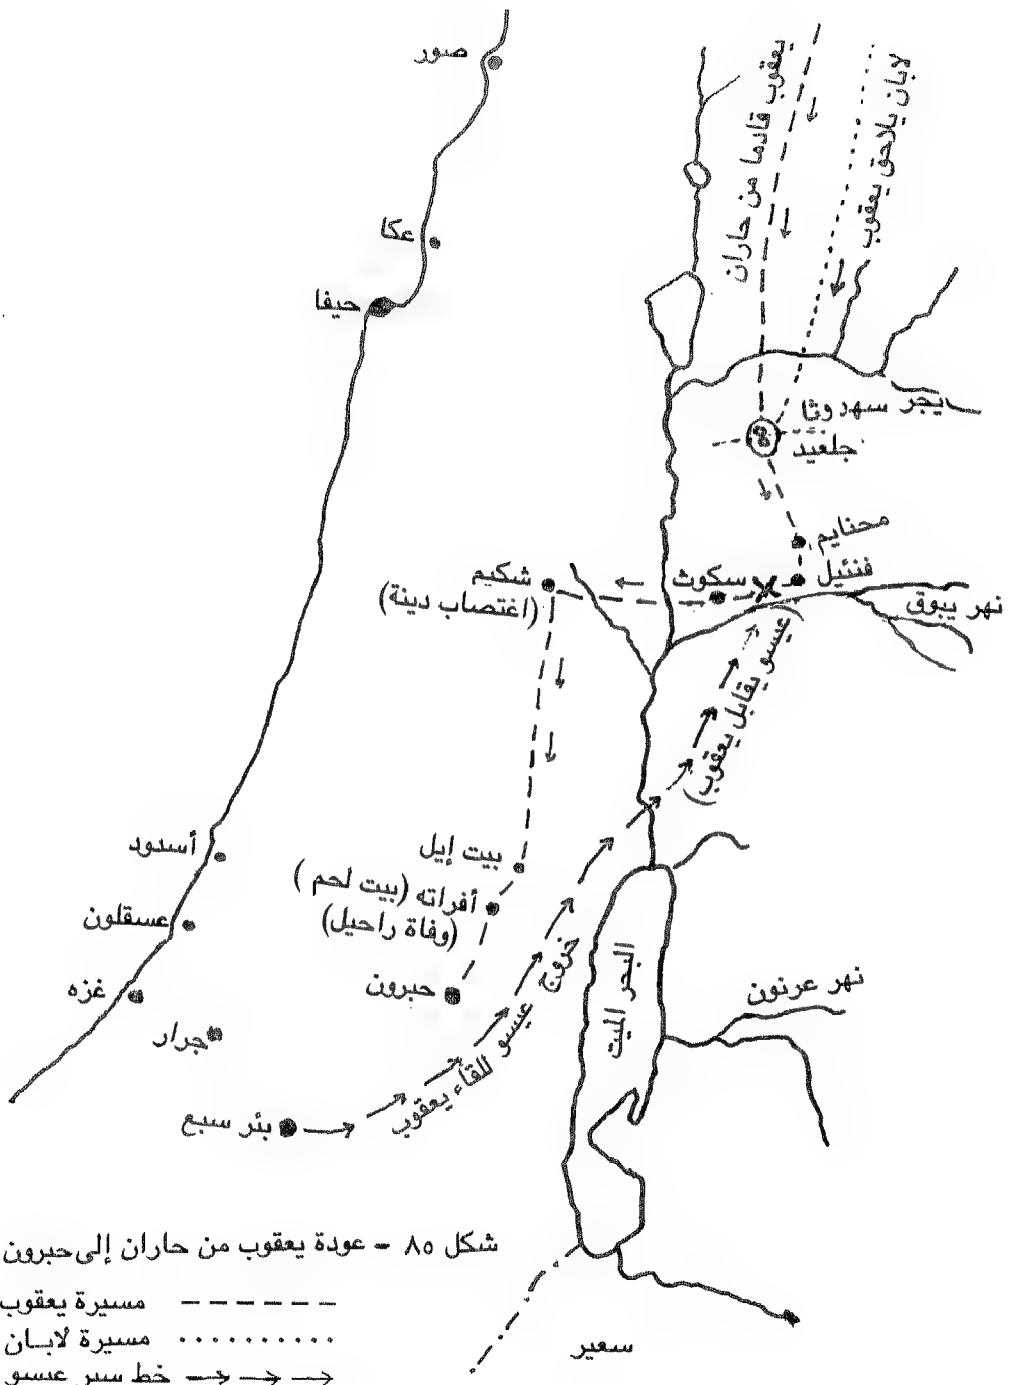 صور
عكا
حيفا
يعقوب قادما من حاران
لابان يلاحق يعقوب
يجر سهدوثا
جلعيد
محنايم
فنئيل
سكوث
نهر يبوق
شكيم
(اغتصاب دينة)
(عيسو يقابل يعقوب)
بيت إيل
أفراته (بيت لحم)
(وفاة راحيل)
حبرون
أسدود
عسقلون
غزه
جرار
بئر سبع
خروج عيسو للقاء يعقوب
البحر الميت
نهر عرنون
سعير
شكل ٨٥ - عودة يعقوب من حاران إلى حبرون
مسيرة يعقوب
مسيرة لابان
خط سير عيسو